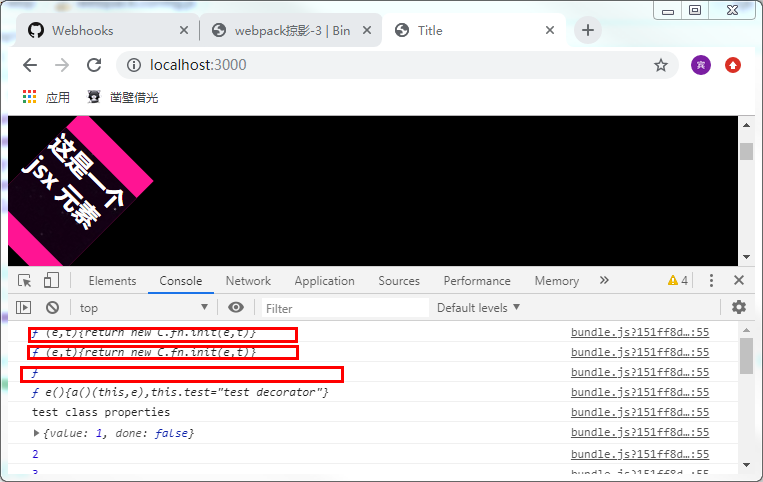 Webhooks
webpack掠影-3 | Bin
Title
localhost:3000
宾
应用
凿壁借光
这是一个
jsx 元素
Elements
Console
Network
Application
Sources
Performance
Memory
4
top
Filter
Default levels
ƒ (e,t){return new C.fn.init(e,t)} bundle.js?151ff8d…:55
ƒ (e,t){return new C.fn.init(e,t)} bundle.js?151ff8d…:55
ƒ bundle.js?151ff8d…:55
ƒ e(){a()(this,e),this.test="test decorator"} bundle.js?151ff8d…:55
test class properties bundle.js?151ff8d…:55
{value: 1, done: false} bundle.js?151ff8d…:55
2 bundle.js?151ff8d…:55
3 bundle.js?151ff8d…:55